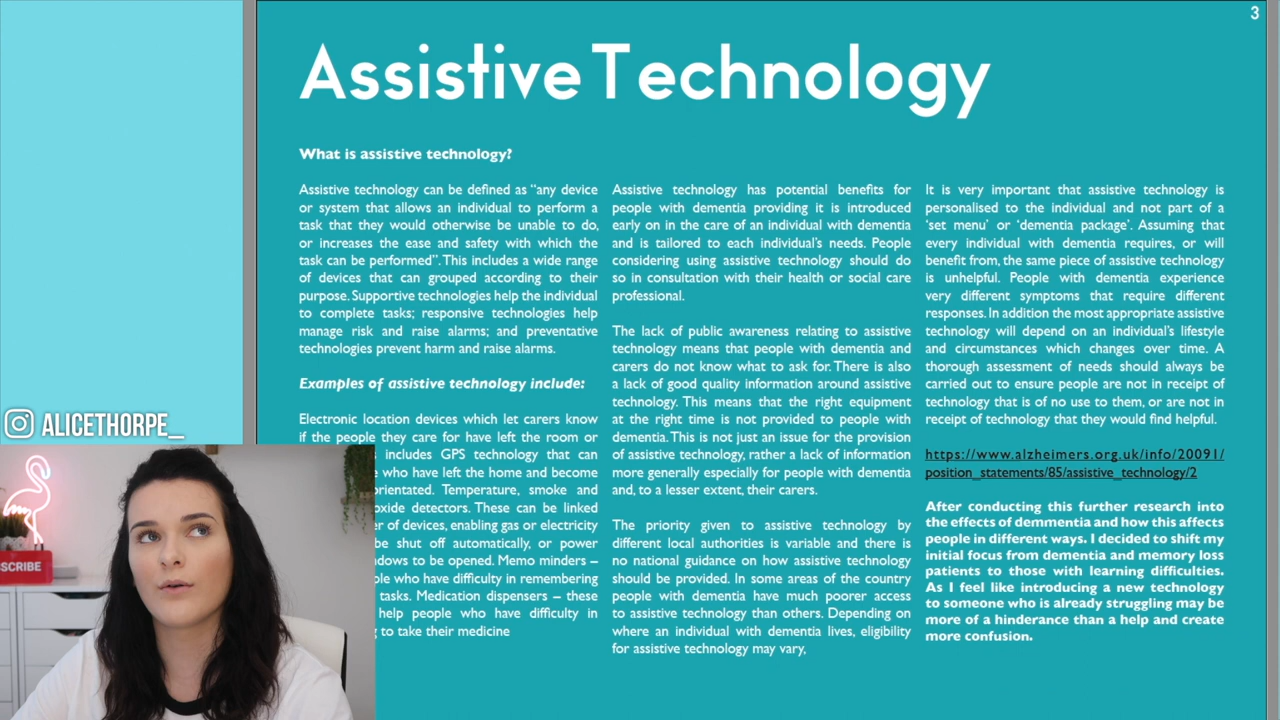 3
Assistive Technology
What is assistive technology?
Assistive technology can be defined as “any device
or system that allows an individual to perform a
task that they would otherwise be unable to do,
or increases the ease and safety with which the
task can be performed”. This includes a wide range
of devices that can grouped according to their
purpose. Supportive technologies help the individual
to complete tasks; responsive technologies help
manage risk and raise alarms; and preventative
technologies prevent harm and raise alarms.
Examples of assistive technology include:
Electronic location devices which let carers know
if the people they care for have left the room or
includes GPS technology that can
who have left the home and become
orientated. Temperature, smoke and
oxide detectors. These can be linked
er of devices, enabling gas or electricity
be shut off automatically, or power
ndows to be opened. Memo minders –
ple who have difficulty in remembering
tasks. Medication dispensers – these
help people who have difficulty in
g to take their medicine
Assistive technology has potential benefits for
people with dementia providing it is introduced
early on in the care of an individual with dementia
and is tailored to each individual’s needs. People
considering using assistive technology should do
so in consultation with their health or social care
professional.
The lack of public awareness relating to assistive
technology means that people with dementia and
carers do not know what to ask for. There is also
a lack of good quality information around assistive
technology. This means that the right equipment
at the right time is not provided to people with
dementia. This is not just an issue for the provision
of assistive technology, rather a lack of information
more generally especially for people with dementia
and, to a lesser extent, their carers.
The priority given to assistive technology by
different local authorities is variable and there is
no national guidance on how assistive technology
should be provided. In some areas of the country
people with dementia have much poorer access
to assistive technology than others. Depending on
where an individual with dementia lives, eligibility
for assistive technology may vary,
It is very important that assistive technology is
personalised to the individual and not part of a
‘set menu’ or ‘dementia package’. Assuming that
every individual with dementia requires, or will
benefit from, the same piece of assistive technology
is unhelpful. People with dementia experience
very different symptoms that require different
responses. In addition the most appropriate assistive
technology will depend on an individual’s lifestyle
and circumstances which changes over time. A
thorough assessment of needs should always be
carried out to ensure people are not in receipt of
technology that is of no use to them, or are not in
receipt of technology that they would find helpful.
https://www.alzheimers.org.uk/info/20091/
position_statements/85/assistive_technology/2
After conducting this further research into
the effects of demmentia and how this affects
people in different ways. I decided to shift my
initial focus from dementia and memory loss
patients to those with learning difficulties.
As I feel like introducing a new technology
to someone who is already struggling may be
more of a hinderance than a help and create
more confusion.
ALICETHORPE_
SCRIBE